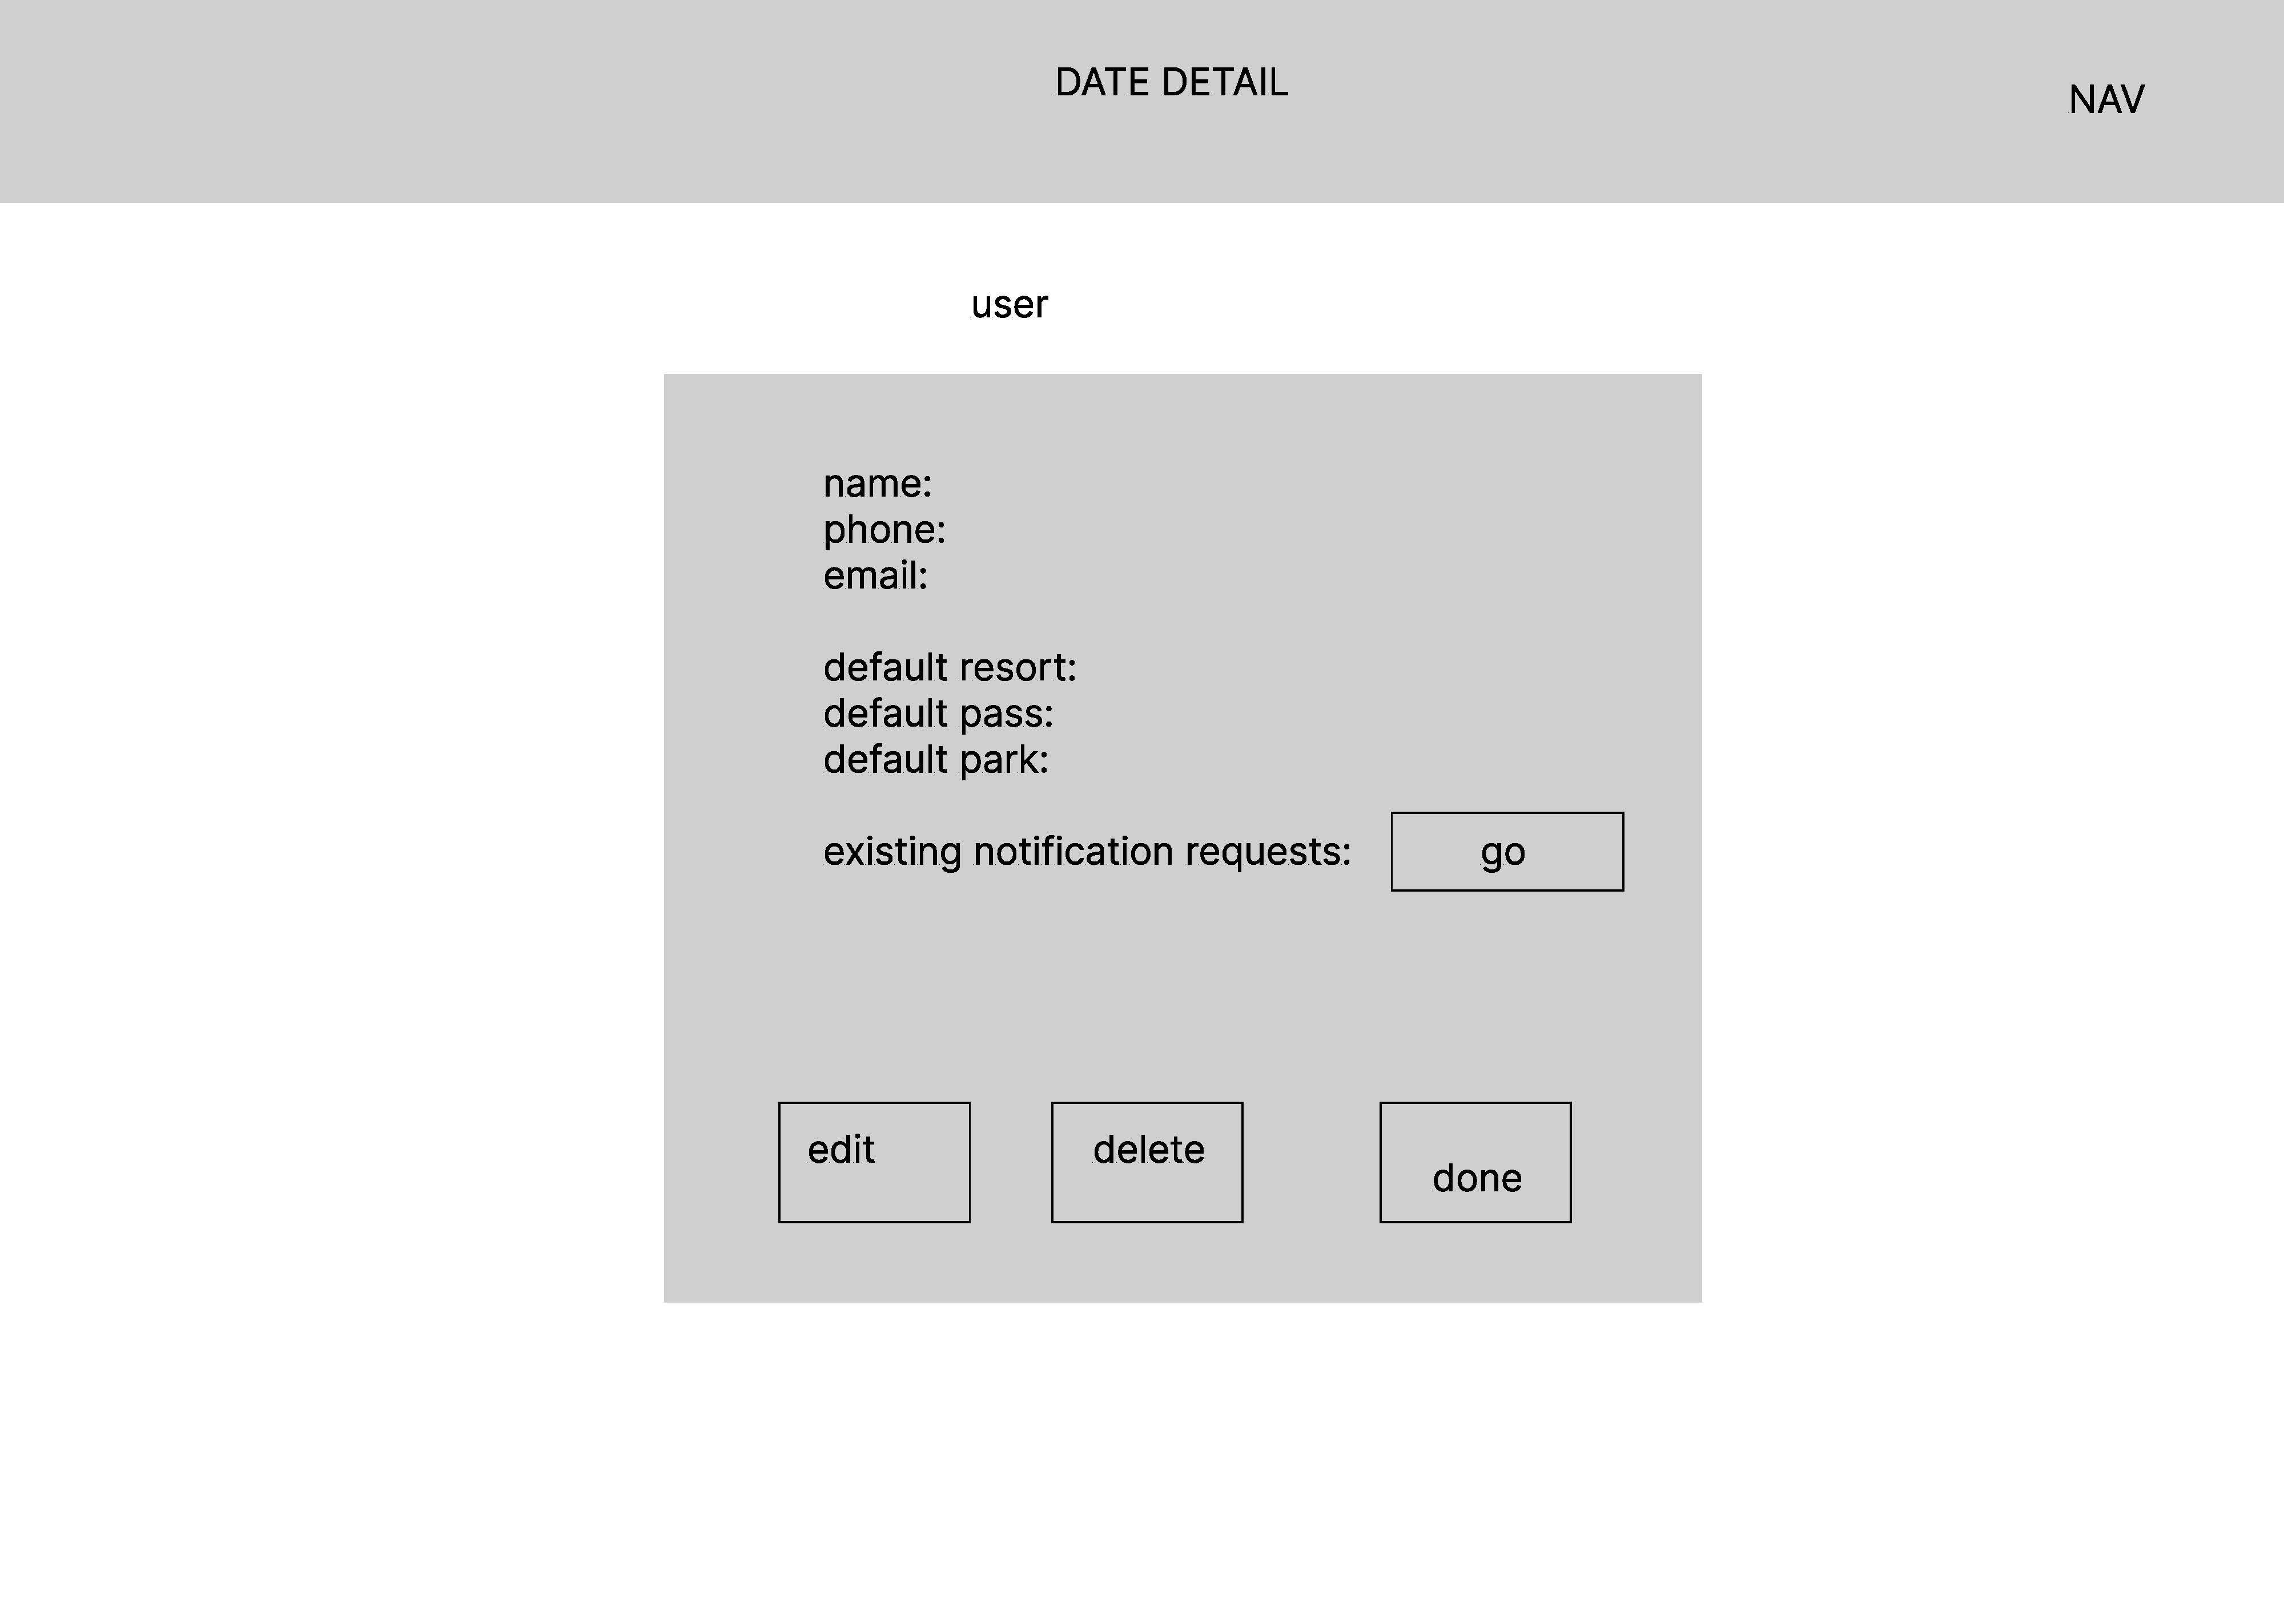 DATE DETAIL
NAV
user
name:
phone:
email:
default resort:
default pass:
default park:
existing notification requests:
go
edit
delete
done